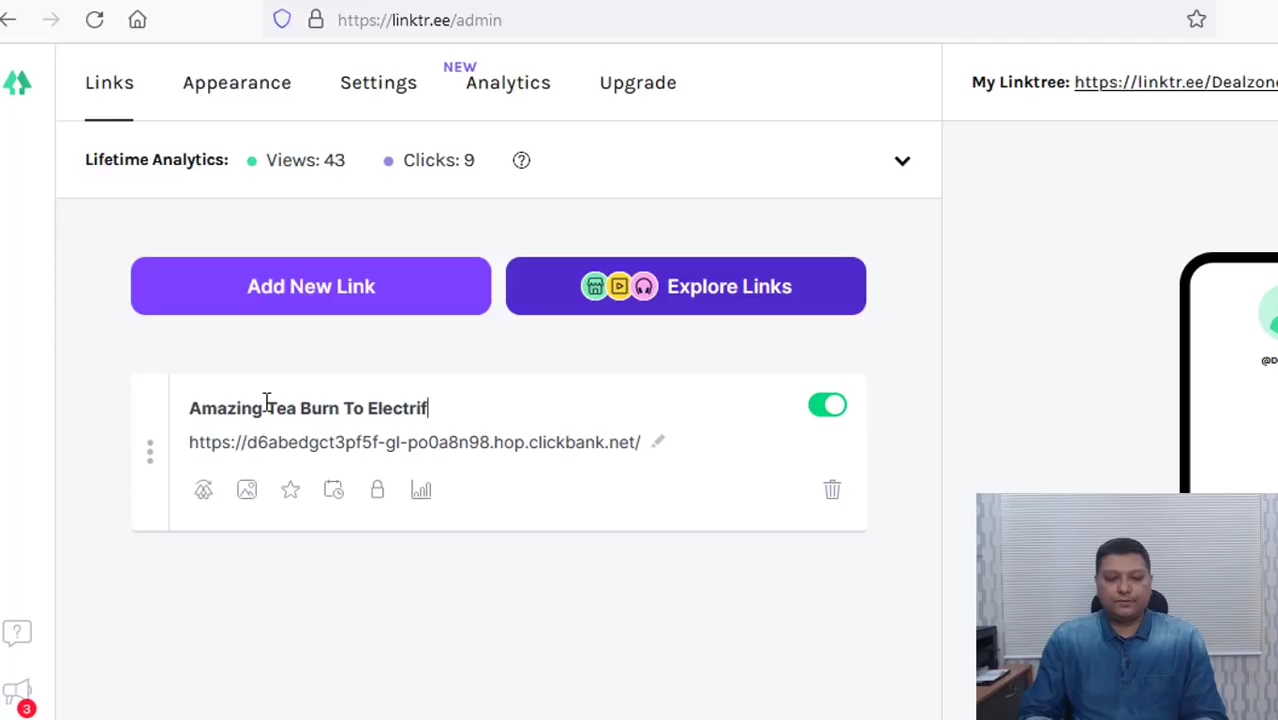 https://linktr.ee/admin
Links Appearance Settings NEW Analytics Upgrade
My Linktree: https://linktr.ee/Dealzone
Lifetime Analytics: Views: 43 Clicks: 9 ?
Add New Link
Explore Links
Amazing Tea Burn To Electrif
https://d6abedgct3pf5f-gl-po0a8n98.hop.clickbank.net/
?
3